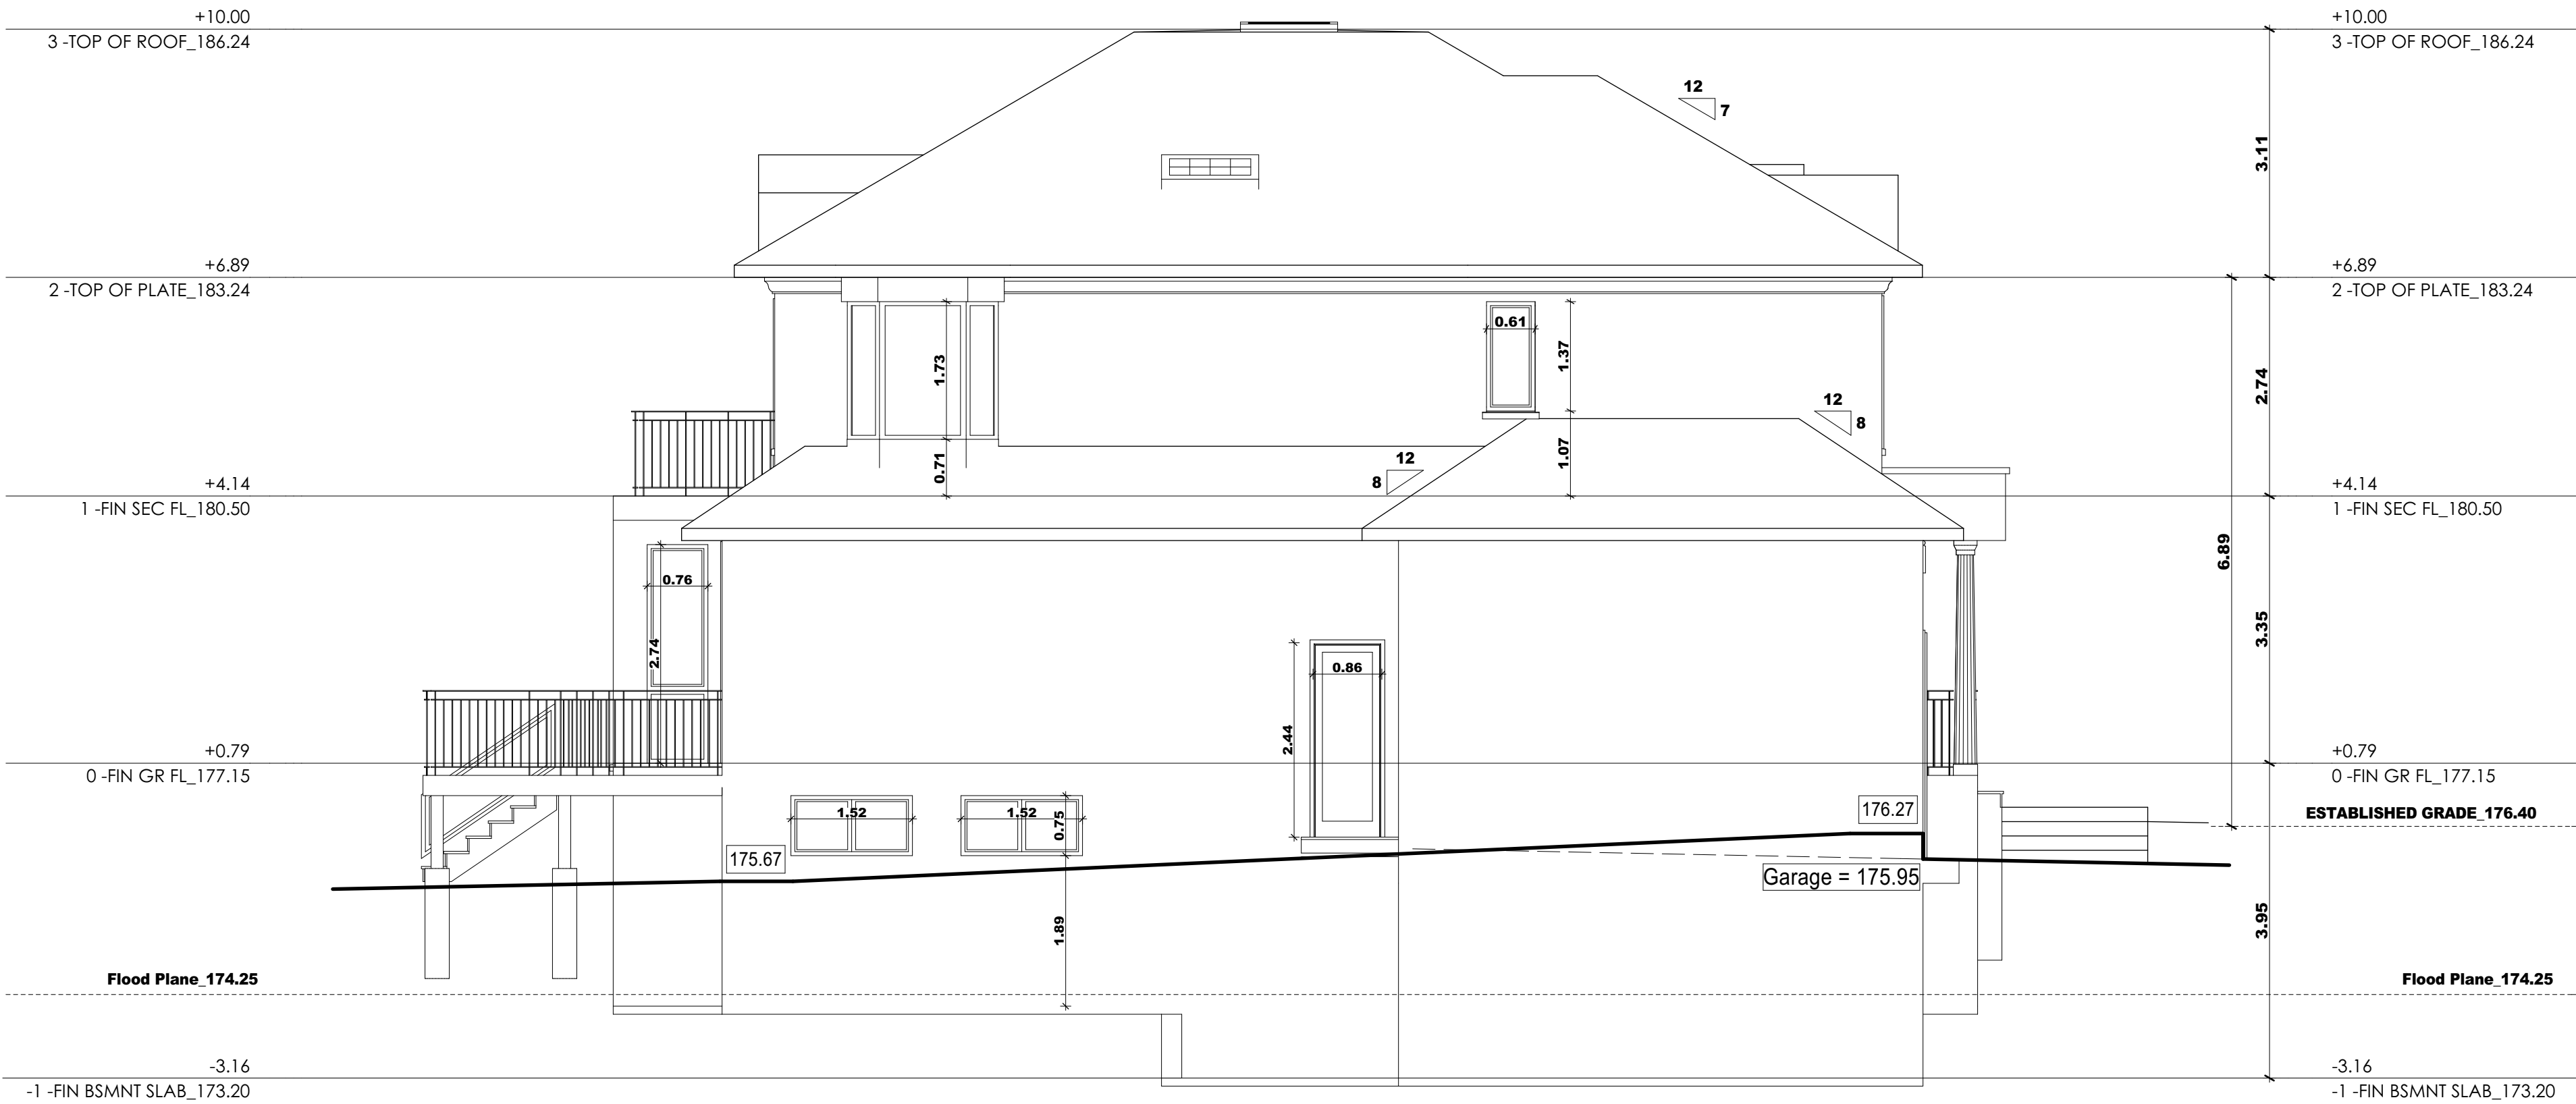 +10.00
3 -TOP OF ROOF_186.24
+10.00
3 -TOP OF ROOF_186.24
12
7
3.11
+6.89
2 -TOP OF PLATE_183.24
+6.89
2 -TOP OF PLATE_183.24
0.61
1.73
1.37
2.74
12
8
0.71
12
8
1.07
+4.14
1 -FIN SEC FL_180.50
+4.14
1 -FIN SEC FL_180.50
6.89
0.76
2.74
3.35
0.86
2.44
+0.79
0 -FIN GR FL_177.15
+0.79
0 -FIN GR FL_177.15
1.52
1.52
0.75
176.27
ESTABLISHED GRADE_176.40
175.67
Garage = 175.95
1.89
3.95
Flood Plane_174.25
Flood Plane_174.25
-3.16
-1 -FIN BSMNT SLAB_173.20
-3.16
-1 -FIN BSMNT SLAB_173.20